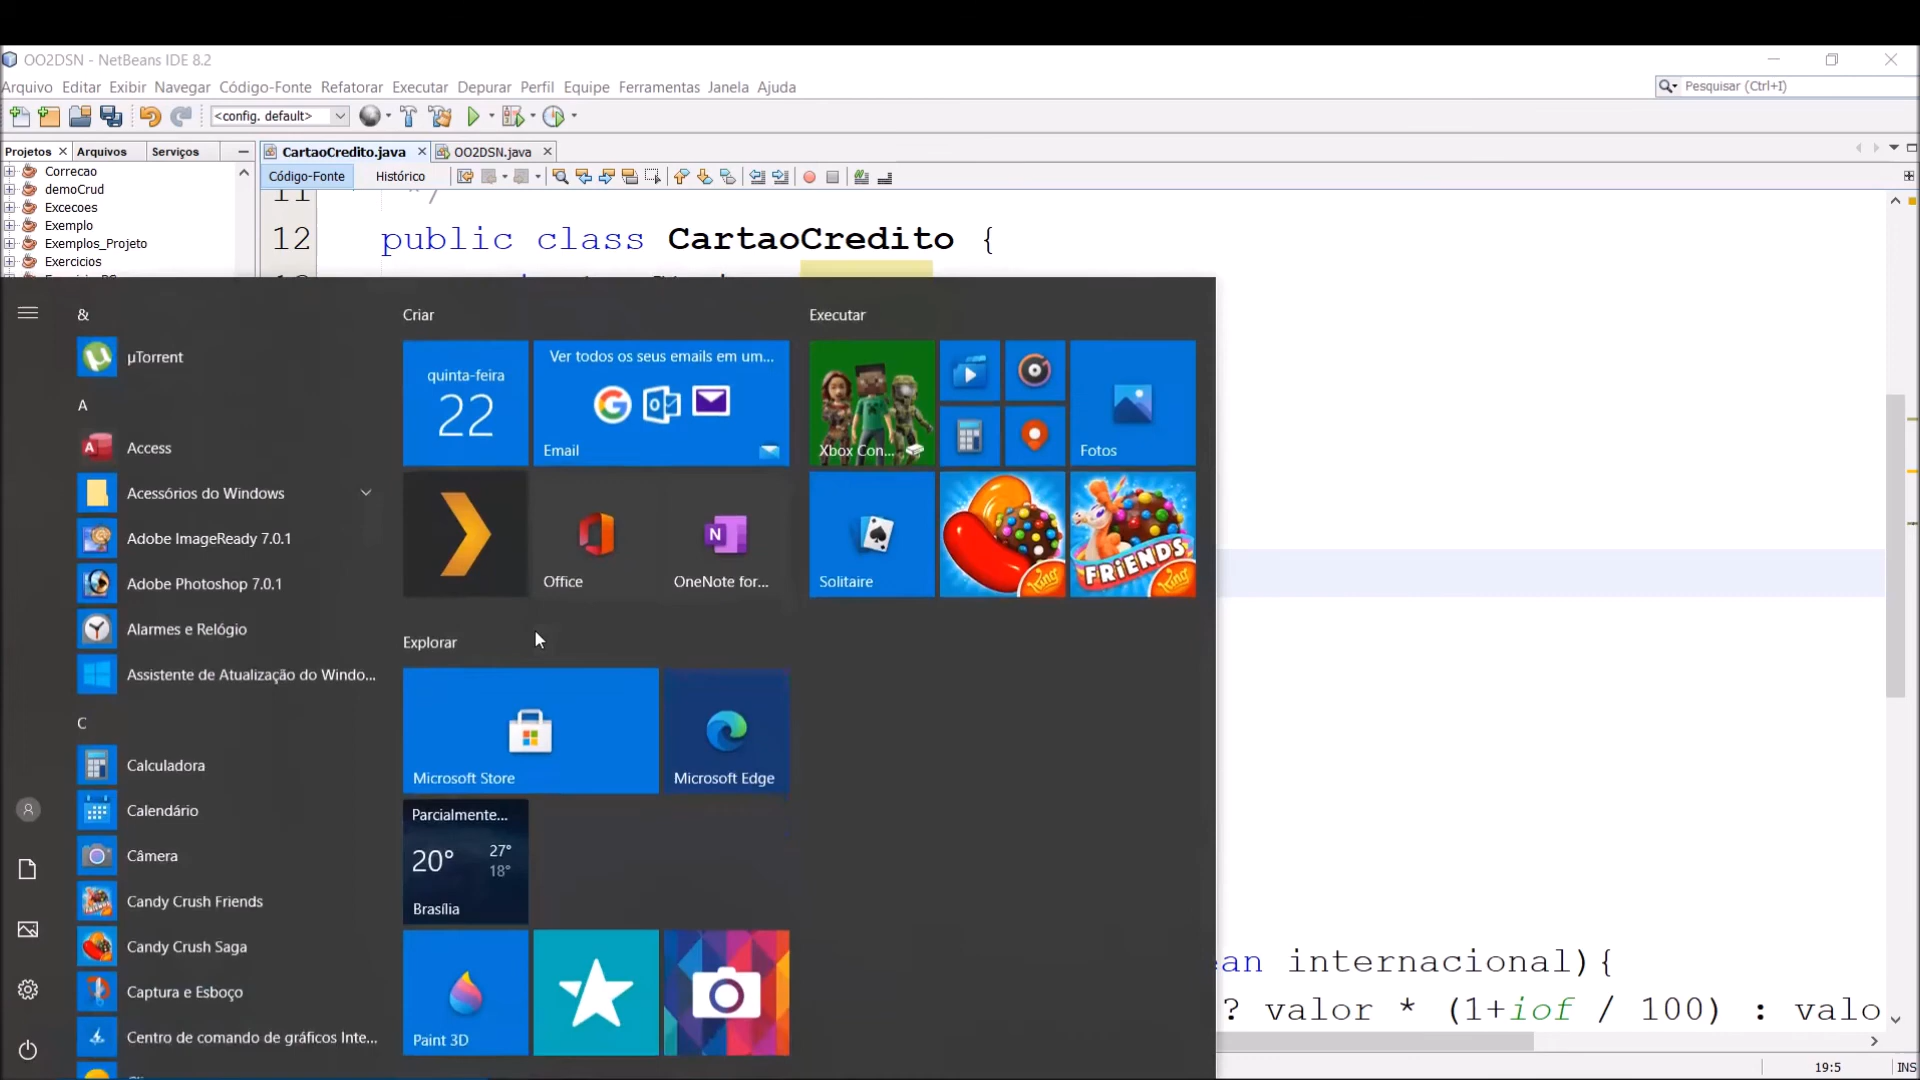 OO2DSN - NetBeans IDE 8.2
Arquivo Editar Exibir Navegar Código-Fonte Refatorar Executar Depurar Perfil Equipe Ferramentas Janela Ajuda
Pesquisar (Ctrl+I)
<config. default>
Projetos Arquivos Serviços
CartaoCredito.java OO2DSN.java
Código-Fonte Histórico
Correcao
demoCrud
Excecoes
Exemplo
Exemplos_Projeto
Exercicios
11 */
12 public class CartaoCredito {
&
µTorrent
A
Access
Acessórios do Windows
Adobe ImageReady 7.0.1
Adobe Photoshop 7.0.1
Alarmes e Relógio
Assistente de Atualização do Windo...
C
Calculadora
Calendário
Câmera
Candy Crush Friends
Candy Crush Saga
Captura e Esboço
Centro de comando de gráficos Inte...
Criar
quinta-feira
22
Ver todos os seus emails em um...
Email
Office
OneNote for...
Explorar
Microsoft Store
Microsoft Edge
Parcialmente...
20° 27°
18°
Brasília
Paint 3D
Executar
Xbox Con...
Fotos
Solitaire
King
FRIENDS
King
an internacional){
? valor * (1+iof / 100) : valo
19:5 INS